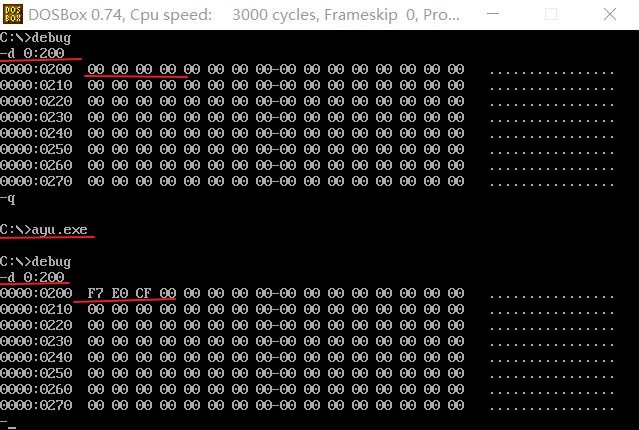 DOSBox 0.74, Cpu speed: 3000 cycles, Frameskip 0, Pro...
C:\>debug
-d 0:200
0000:0200 00 00 00 00 00 00 00 00-00 00 00 00 00 00 00 00 ................
0000:0210 00 00 00 00 00 00 00 00-00 00 00 00 00 00 00 00 ................
0000:0220 00 00 00 00 00 00 00 00-00 00 00 00 00 00 00 00 ................
0000:0230 00 00 00 00 00 00 00 00-00 00 00 00 00 00 00 00 ................
0000:0240 00 00 00 00 00 00 00 00-00 00 00 00 00 00 00 00 ................
0000:0250 00 00 00 00 00 00 00 00-00 00 00 00 00 00 00 00 ................
0000:0260 00 00 00 00 00 00 00 00-00 00 00 00 00 00 00 00 ................
0000:0270 00 00 00 00 00 00 00 00-00 00 00 00 00 00 00 00 ................
-q
C:\>ayu.exe
C:\>debug
-d 0:200
0000:0200 F7 E0 CF 00 00 00 00 00-00 00 00 00 00 00 00 00 ................
0000:0210 00 00 00 00 00 00 00 00-00 00 00 00 00 00 00 00 ................
0000:0220 00 00 00 00 00 00 00 00-00 00 00 00 00 00 00 00 ................
0000:0230 00 00 00 00 00 00 00 00-00 00 00 00 00 00 00 00 ................
0000:0240 00 00 00 00 00 00 00 00-00 00 00 00 00 00 00 00 ................
0000:0250 00 00 00 00 00 00 00 00-00 00 00 00 00 00 00 00 ................
0000:0260 00 00 00 00 00 00 00 00-00 00 00 00 00 00 00 00 ................
0000:0270 00 00 00 00 00 00 00 00-00 00 00 00 00 00 00 00 ................
-_